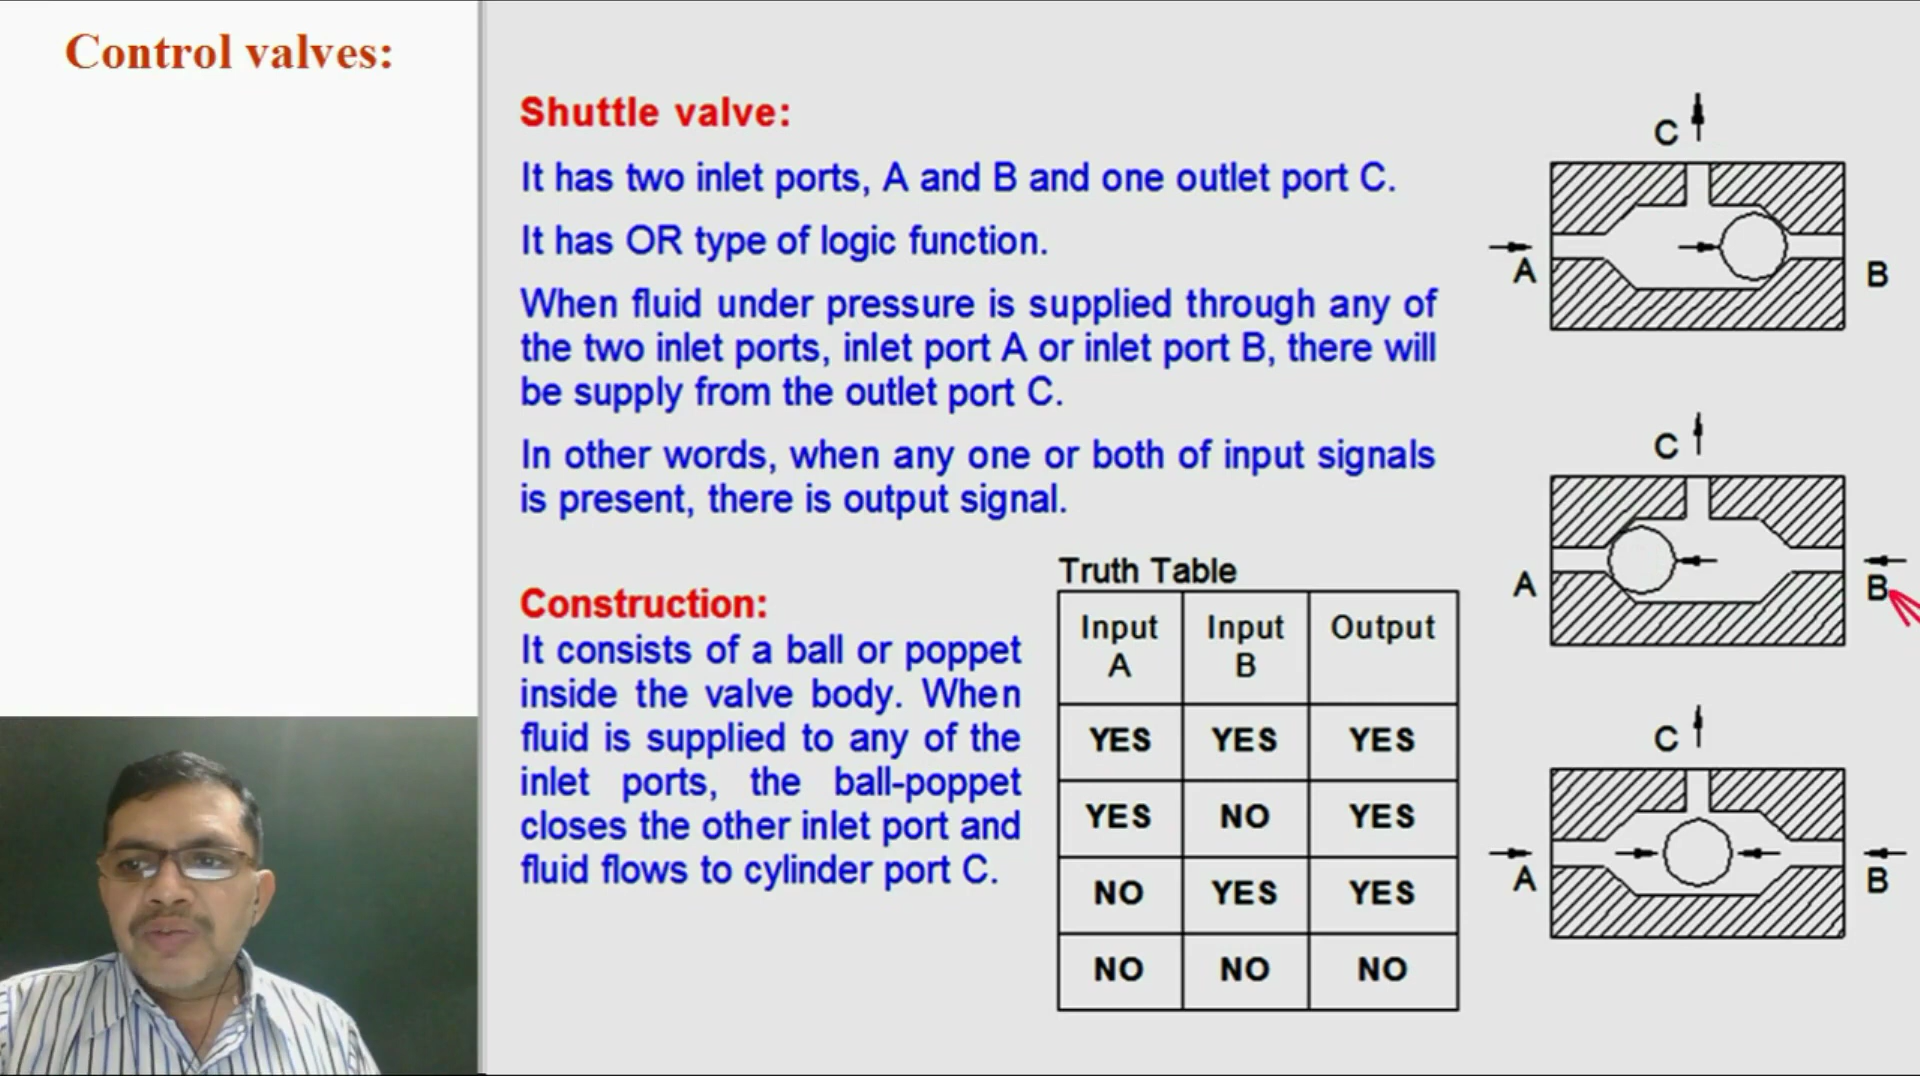 Control valves:
Shuttle valve:
It has two inlet ports, A and B and one outlet port C.
It has OR type of logic function.
When fluid under pressure is supplied through any of
the two inlet ports, inlet port A or inlet port B, there will
be supply from the outlet port C.
In other words, when any one or both of input signals
is present, there is output signal.
Construction:
It consists of a ball or poppet
inside the valve body. When
fluid is supplied to any of the
inlet ports, the ball-poppet
closes the other inlet port and
fluid flows to cylinder port C.
Truth Table
Input A Input B Output
YES YES YES
YES NO YES
NO YES YES
NO NO NO
C
A B
C
A B
C
A B